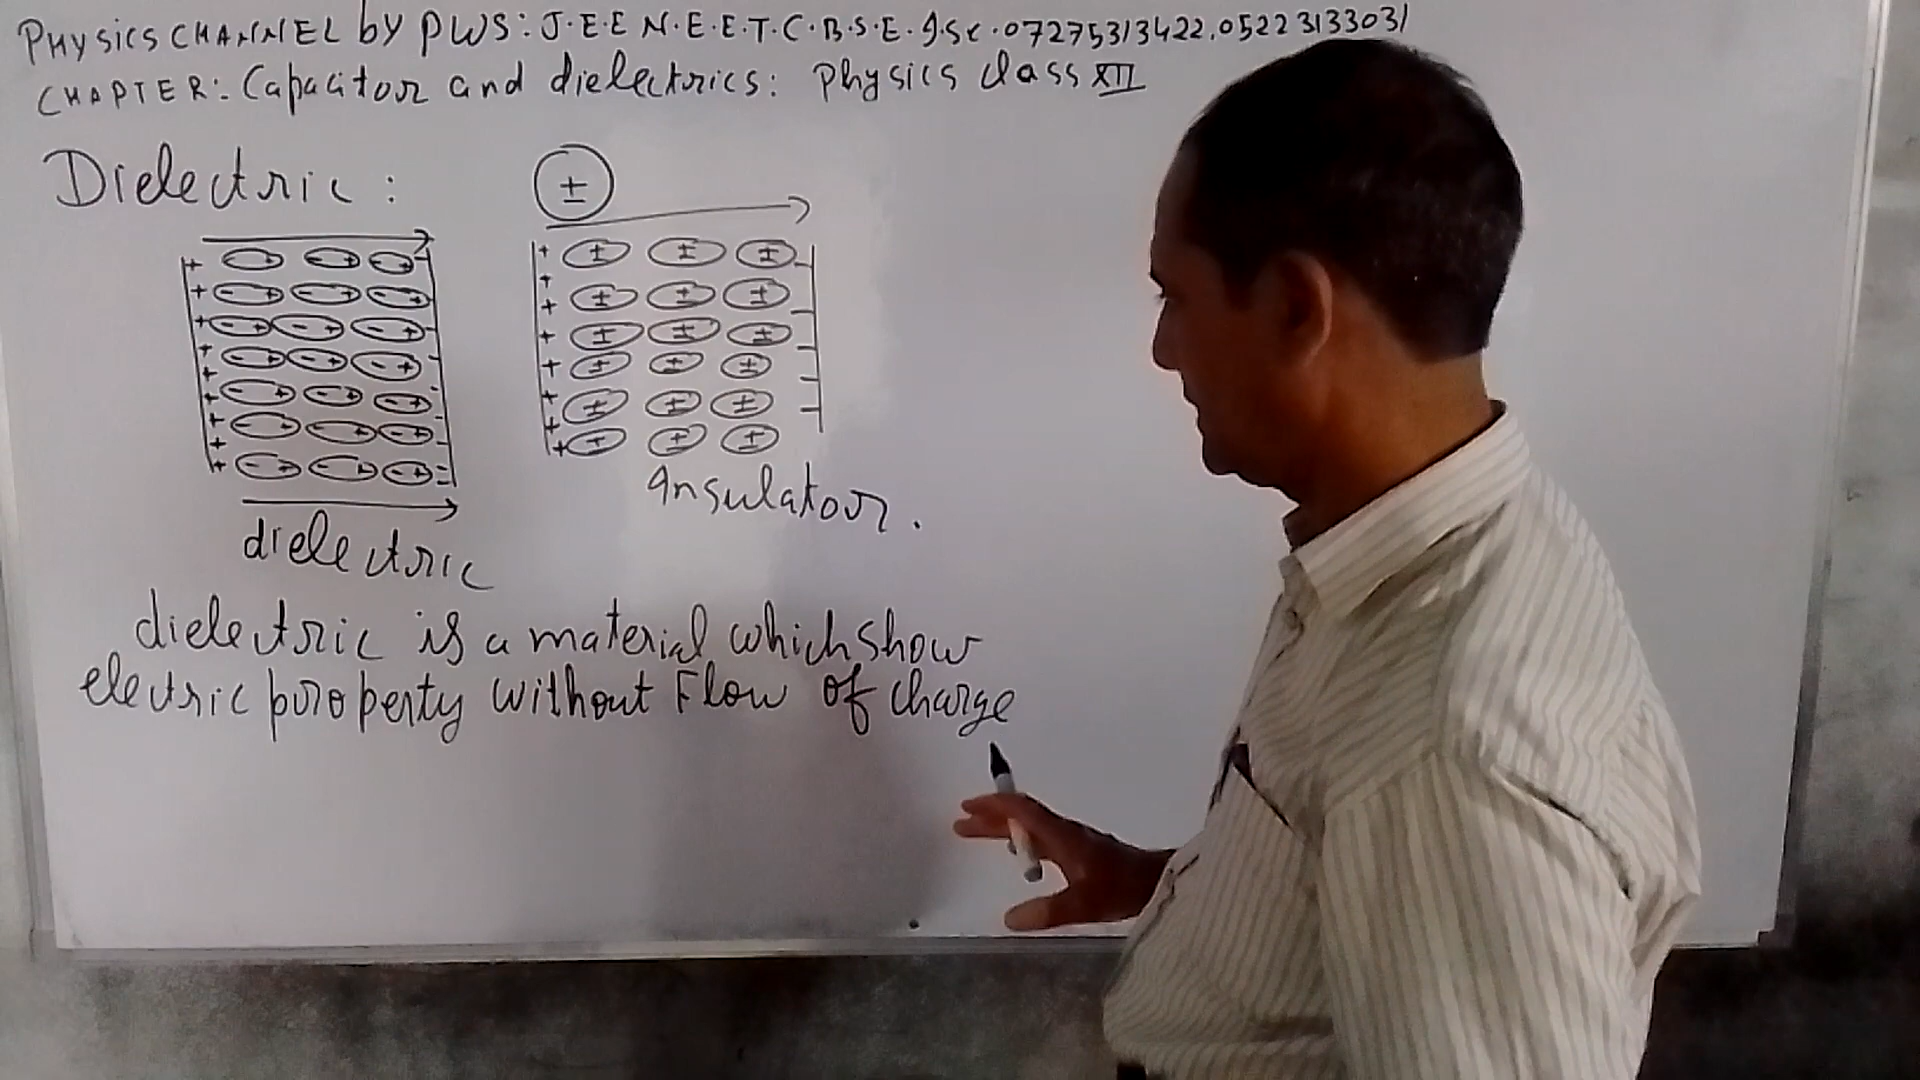 PHYSICS CHANNEL by PWS: J.E.E N.E.E.T.C.B.S.E. ISC. 07275313422, 05223133031
CHAPTER: Capacitor and dielectrics: Physics class XII
Dielectric:
±
+ - + - +
+ - + - + - +
+ - + - + - +
+ - + - + - +
+ - + - + - +
+ - + - + - +
+ - + - + - +
+ ± ± ± -
+ ± ± ± -
+ ± ± ± -
+ ± ± ± -
+ ± ± ± -
+ ± ± ±
Insulator.
dielectric
dielectric is a material which show
electric property without Flow of charge